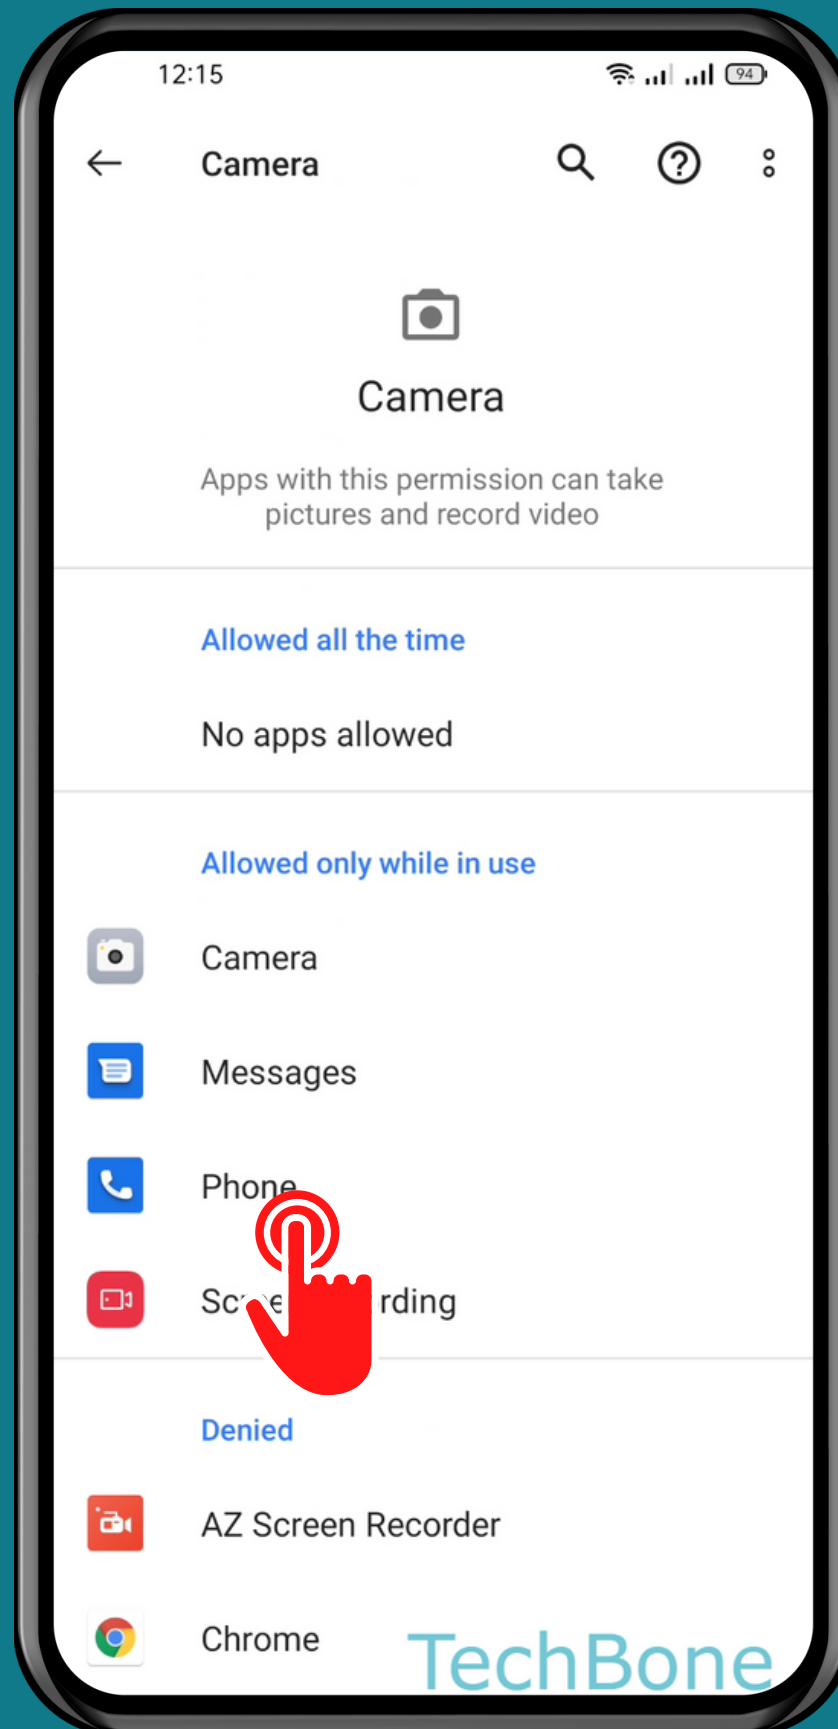 12:15
94
Camera
Camera
Apps with this permission can take
pictures and record video
Allowed all the time
No apps allowed
Allowed only while in use
Camera
Messages
Phone
rding
Denied
AZ Screen Recorder
Chrome
TechBone